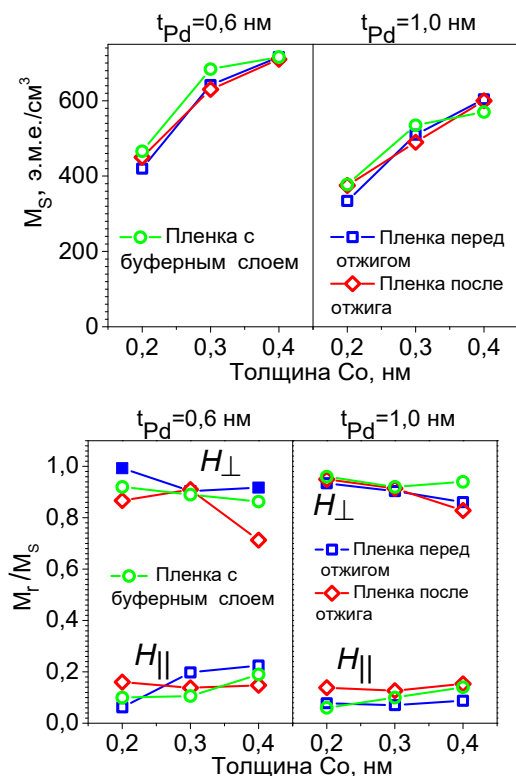 t_Pd=0,6 нм
t_Pd=1,0 нм
M_S, э.м.е./см³
600
400
200
0
Пленка с
буферным слоем
Пленка перед
отжигом
Пленка после
отжига
0,2 0,3 0,4 0,2 0,3 0,4
Толщина Co, нм
t_Pd=0,6 нм
t_Pd=1,0 нм
M_r/M_s
1,0
0,8
0,6
0,4
0,2
0,0
H⊥
H⊥
Пленка с
буферным слоем
Пленка перед
отжигом
Пленка после
отжига
H||
H||
0,2 0,3 0,4 0,2 0,3 0,4
Толщина Co, нм